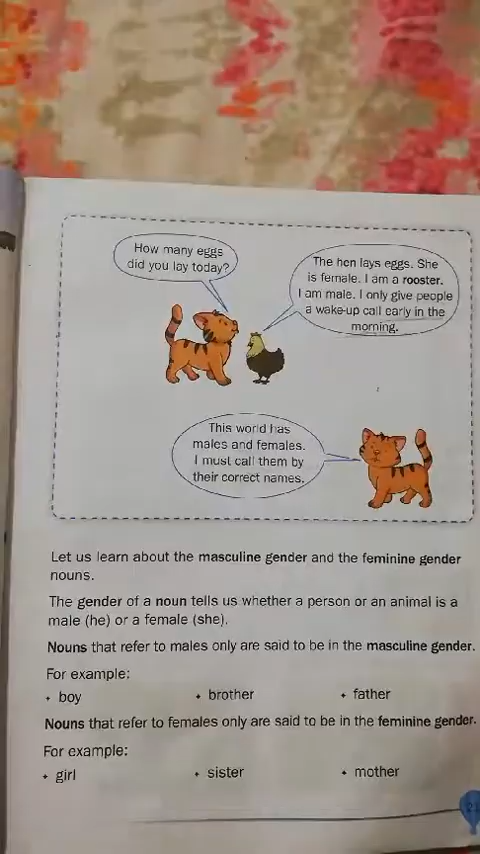 How many eggs
did you lay today?
The hen lays eggs. She
is female. I am a rooster.
I am male. I only give people
a wake-up call early in the
morning.
This world has
males and females.
I must call them by
their correct names.
Let us learn about the masculine gender and the feminine gender
nouns.
The gender of a noun tells us whether a person or an animal is a
male (he) or a female (she).
Nouns that refer to males only are said to be in the masculine gender.
For example:
• boy • brother • father
Nouns that refer to females only are said to be in the feminine gender.
For example:
• girl • sister • mother